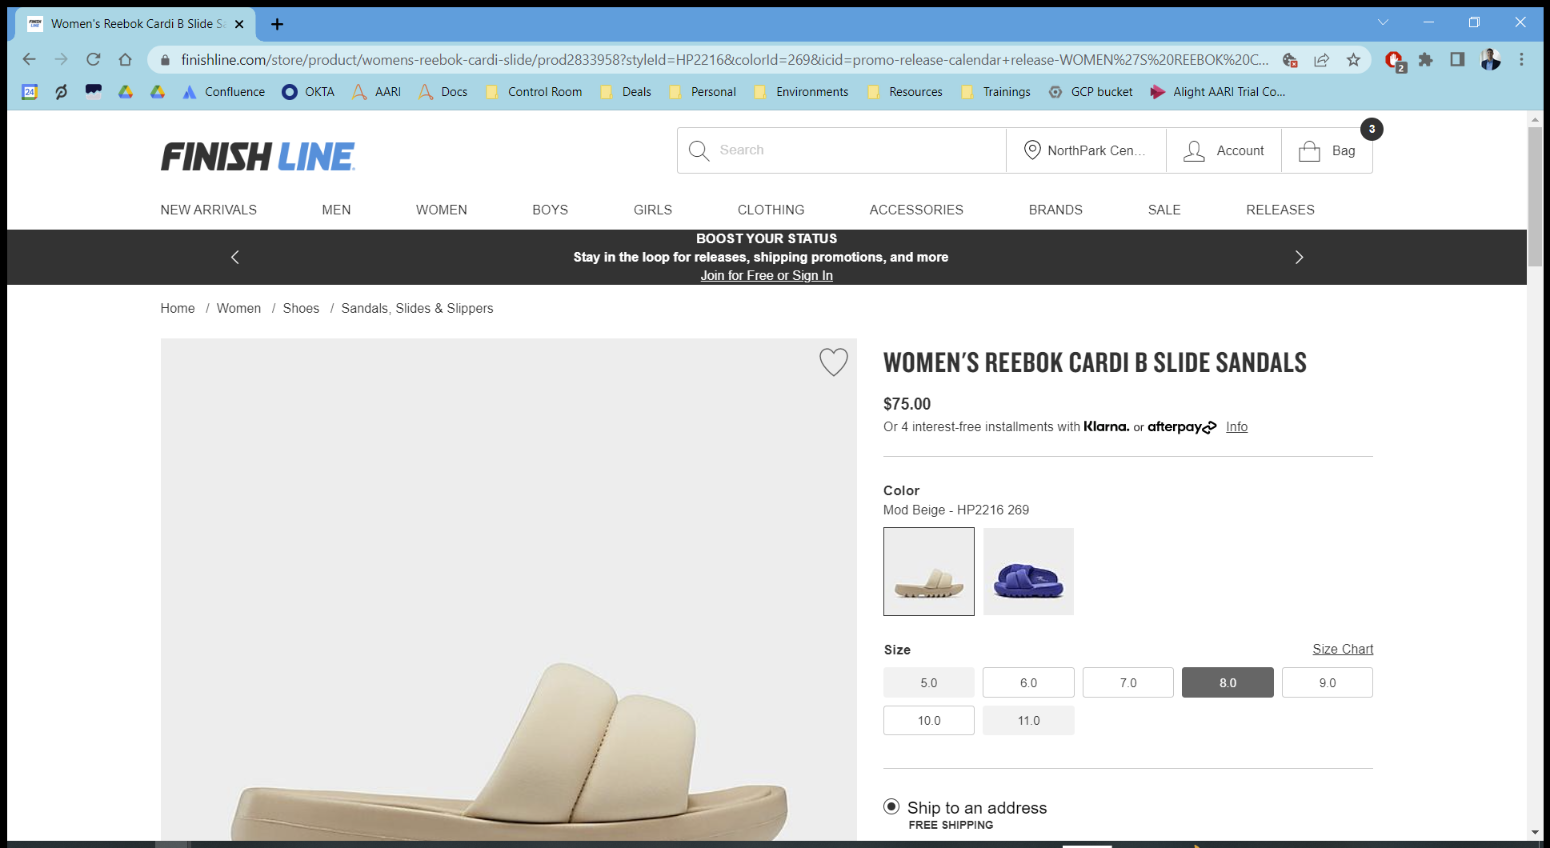 Women's Reebok Cardi B Slide S
finishline.com/store/product/womens-reebok-cardi-slide/prod2833958?styleId=HP2216&colorId=269&icid=promo-release-calendar+release-WOMEN%27S%20REEBOK%20C...
2
24
Confluence
OKTA
AARI
Docs
Control Room
Deals
Personal
Environments
Resources
Trainings
GCP bucket
Alight AARI Trial Co...
FINISH LINE
Search
NorthPark Cen...
Account
Bag
3
NEW ARRIVALS
MEN
WOMEN
BOYS
GIRLS
CLOTHING
ACCESSORIES
BRANDS
SALE
RELEASES
BOOST YOUR STATUS
Stay in the loop for releases, shipping promotions, and more
Join for Free or Sign In
Home / Women / Shoes / Sandals, Slides & Slippers
WOMEN'S REEBOK CARDI B SLIDE SANDALS
$75.00
Or 4 interest-free installments with Klarna. or afterpay Info
Color
Mod Beige - HP2216 269
Size
Size Chart
5.0
6.0
7.0
8.0
9.0
10.0
11.0
Ship to an address
FREE SHIPPING